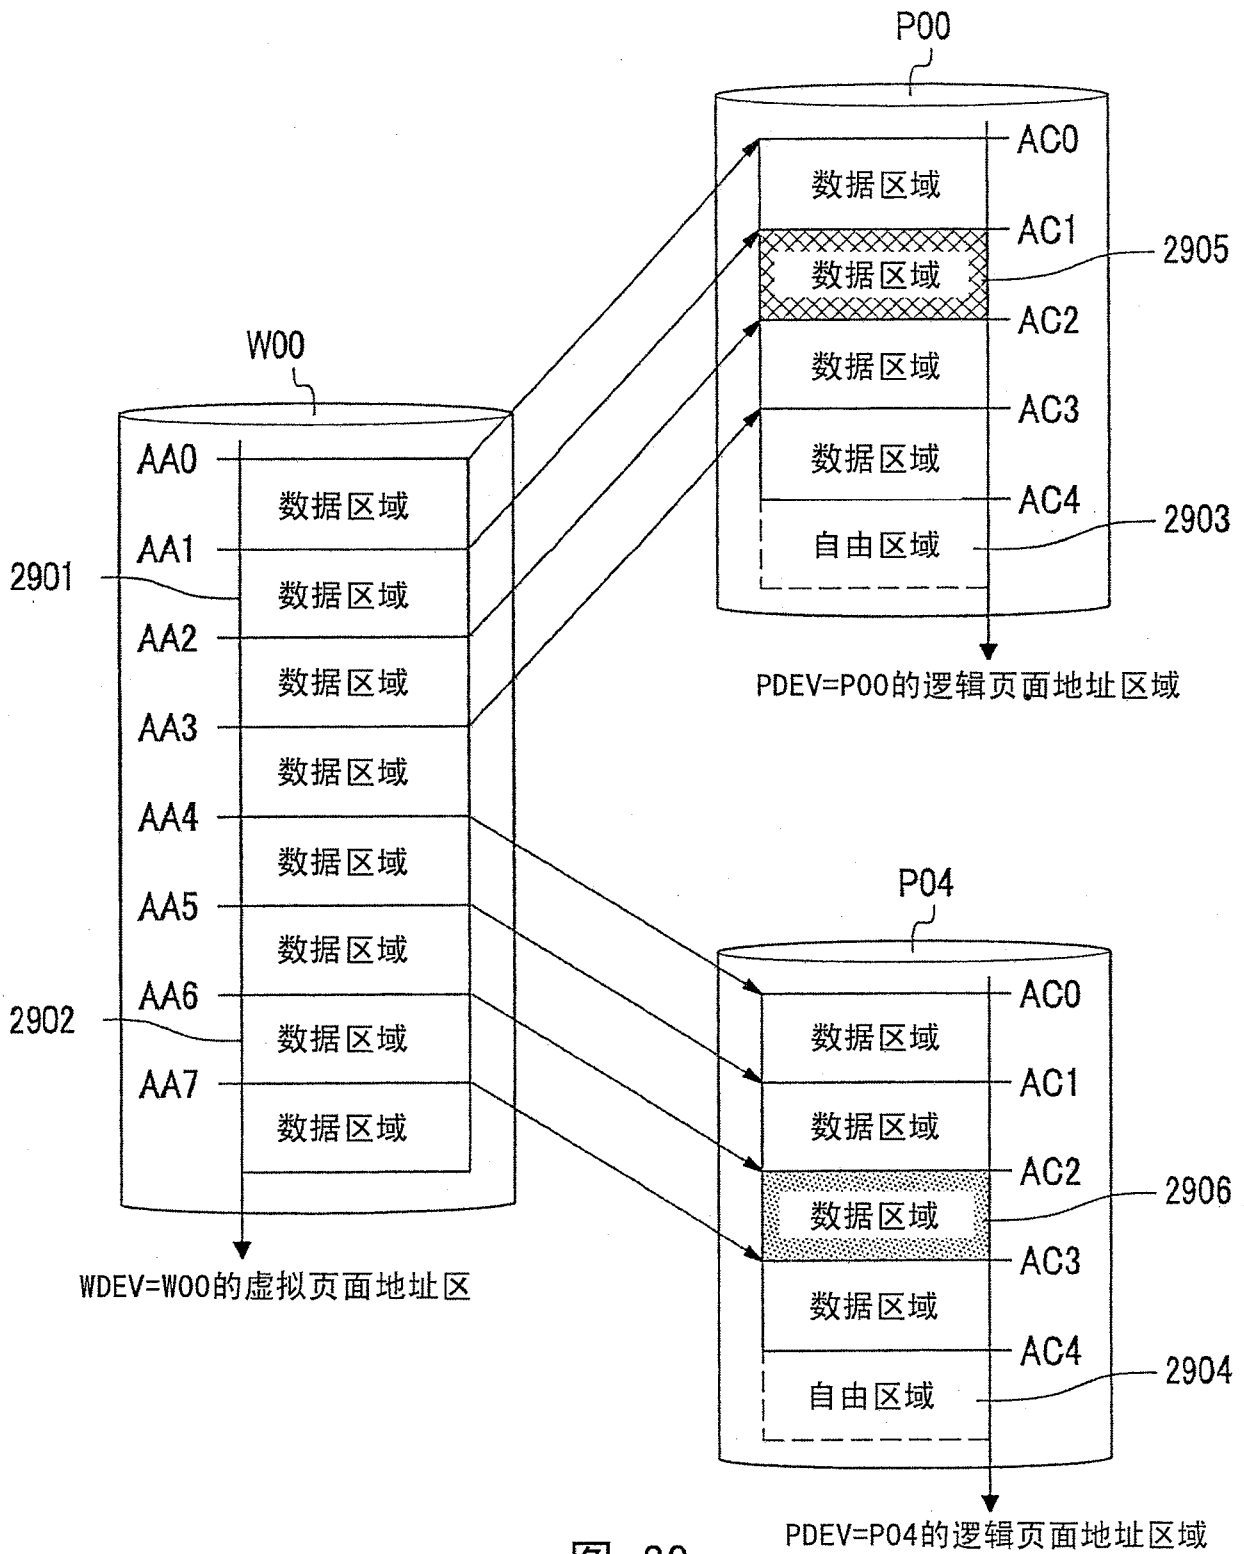 P00
AC0
数据区域
AC1
数据区域
2905
AC2
数据区域
AC3
数据区域
AC4
自由区域
2903
PDEV=P00的逻辑页面地址区域
W00
AA0
数据区域
AA1
2901
数据区域
AA2
数据区域
AA3
数据区域
AA4
数据区域
AA5
数据区域
AA6
2902
数据区域
AA7
数据区域
WDEV=W00的虚拟页面地址区
P04
AC0
数据区域
AC1
数据区域
AC2
数据区域
2906
AC3
数据区域
AC4
自由区域
2904
PDEV=P04的逻辑页面地址区域
图